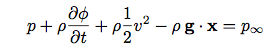 p + ρ ∂φ/∂t + ρ 1/2 v² − ρ g · x = p∞